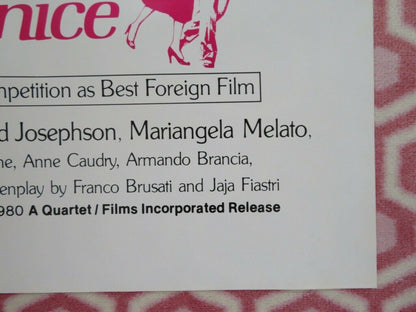 nice
mpetition as Best Foreign Film
d Josephson, Mariangela Melato,
ne, Anne Caudry, Armando Brancia,
enplay by Franco Brusati and Jaja Fiastri
980 A Quartet/Films Incorporated Release